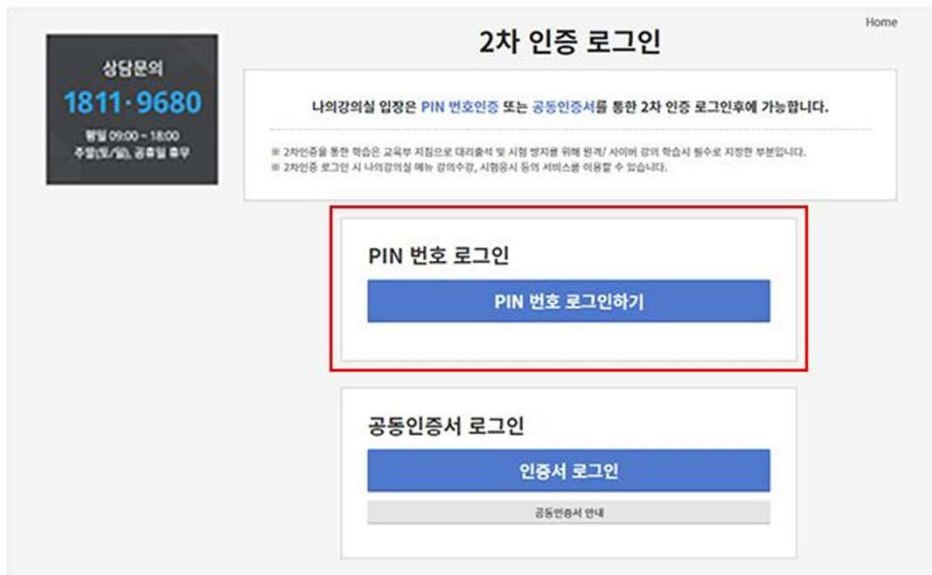 Home
2차 인증 로그인
상담문의
1811·9680
평일 09:00 ~ 18:00
주말(토/일), 공휴일 휴무
나의강의실 입장은 PIN 번호인증 또는 공동인증서를 통한 2차 인증 로그인후에 가능합니다.
※ 2차인증을 통한 학습은 교육부 지침으로 대리출석 및 시험 방지를 위해 원격/ 사이버 강의 학습시 필수로 지정한 부분입니다.
※ 2차인증 로그인 시 나의강의실 메뉴 강의수강, 시험응시 등의 서비스를 이용할 수 있습니다.
PIN 번호 로그인
PIN 번호 로그인하기
공동인증서 로그인
인증서 로그인
공동인증서 안내